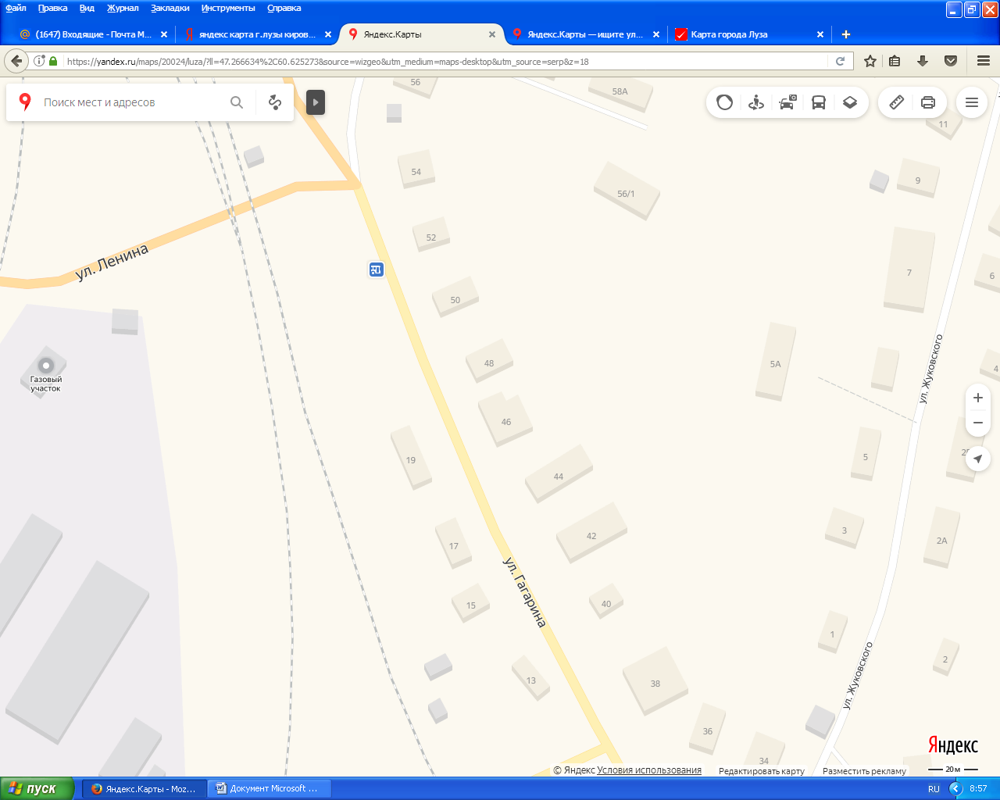 Файл Правка Вид Журнал Закладки Инструменты Справка
(1647) Входящие - Почта M...
яндекс карта г.лузы киров...
Яндекс.Карты
Яндекс.Карты — ищите ул...
Карта города Луза
https://yandex.ru/maps/20024/luza/?ll=47.266634%2C60.625273&source=wizgeo&utm_medium=maps-desktop&utm_source=serp&z=18
Поиск мест и адресов
56
58А
11
54
9
56/1
52
ул. Ленина
7
6
50
5А
48
4
Газовый
участок
ул. Жуковского
46
19
5
44
3
42
2А
17
ул. Гагарина
15
40
1
2
13
38
ул. Жуковского
36
34
Яндекс
20 м
© Яндекс Условия использования
Редактировать карту
Разместить рекламу
пуск
Яндекс.Карты - Moz...
Документ Microsoft ...
RU
8:57